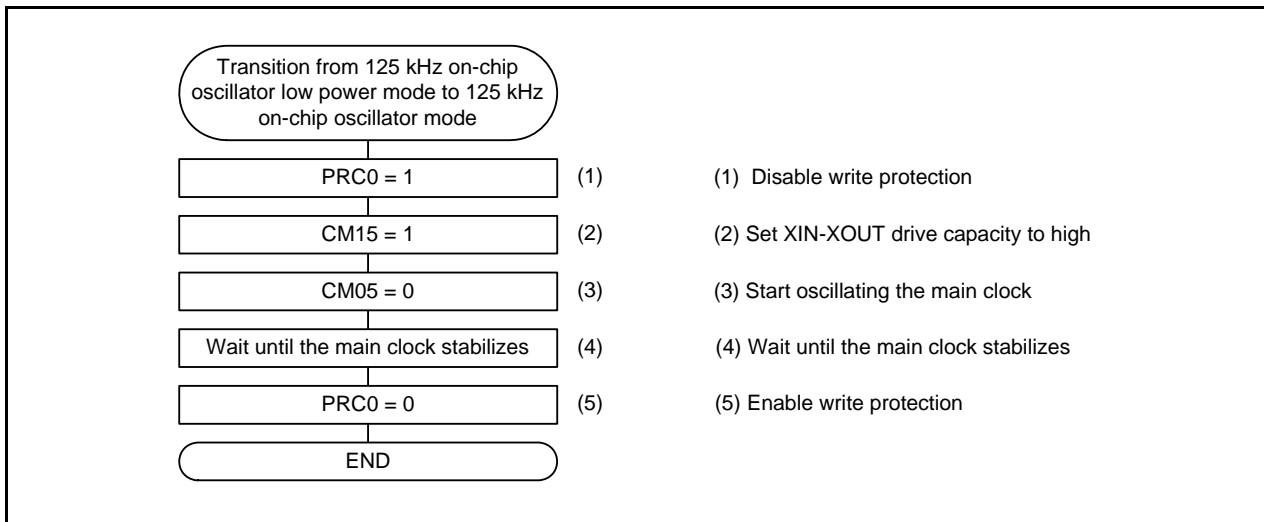 Transition from 125 kHz on-chip
oscillator low power mode to 125 kHz
on-chip oscillator mode
PRC0 = 1 (1) (1) Disable write protection
CM15 = 1 (2) (2) Set XIN-XOUT drive capacity to high
CM05 = 0 (3) (3) Start oscillating the main clock
Wait until the main clock stabilizes (4) (4) Wait until the main clock stabilizes
PRC0 = 0 (5) (5) Enable write protection
END